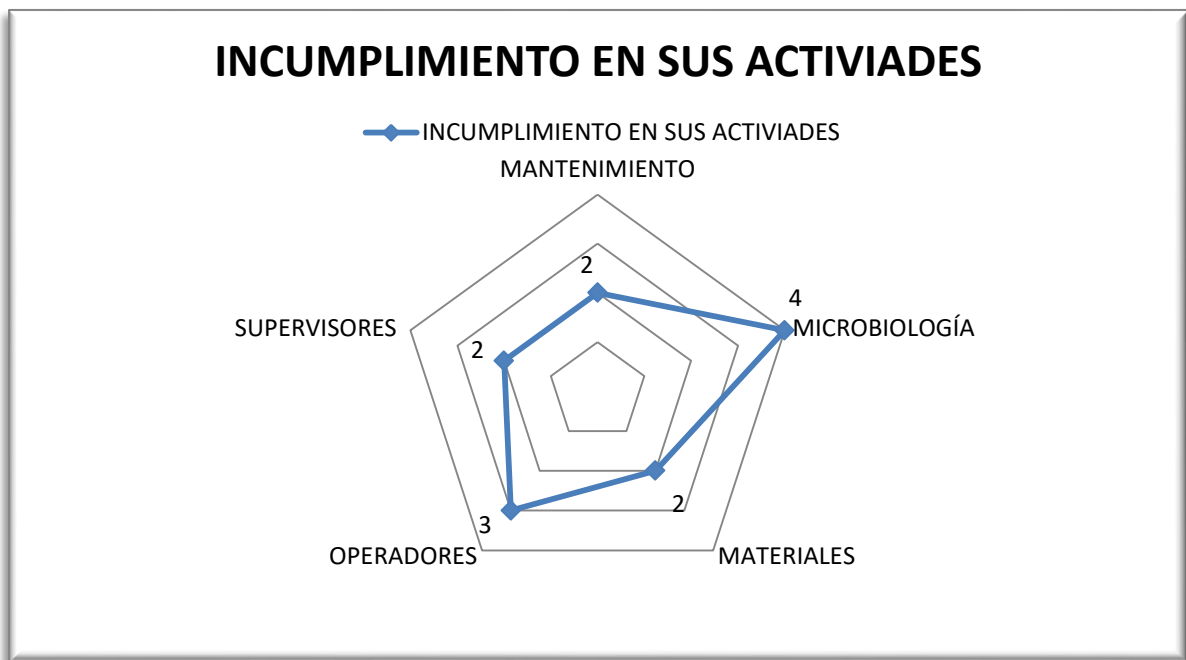 INCUMPLIMIENTO EN SUS ACTIVIADES
INCUMPLIMIENTO EN SUS ACTIVIADES
MANTENIMIENTO
2
4
MICROBIOLOGÍA
SUPERVISORES
2
2
3
OPERADORES
MATERIALES